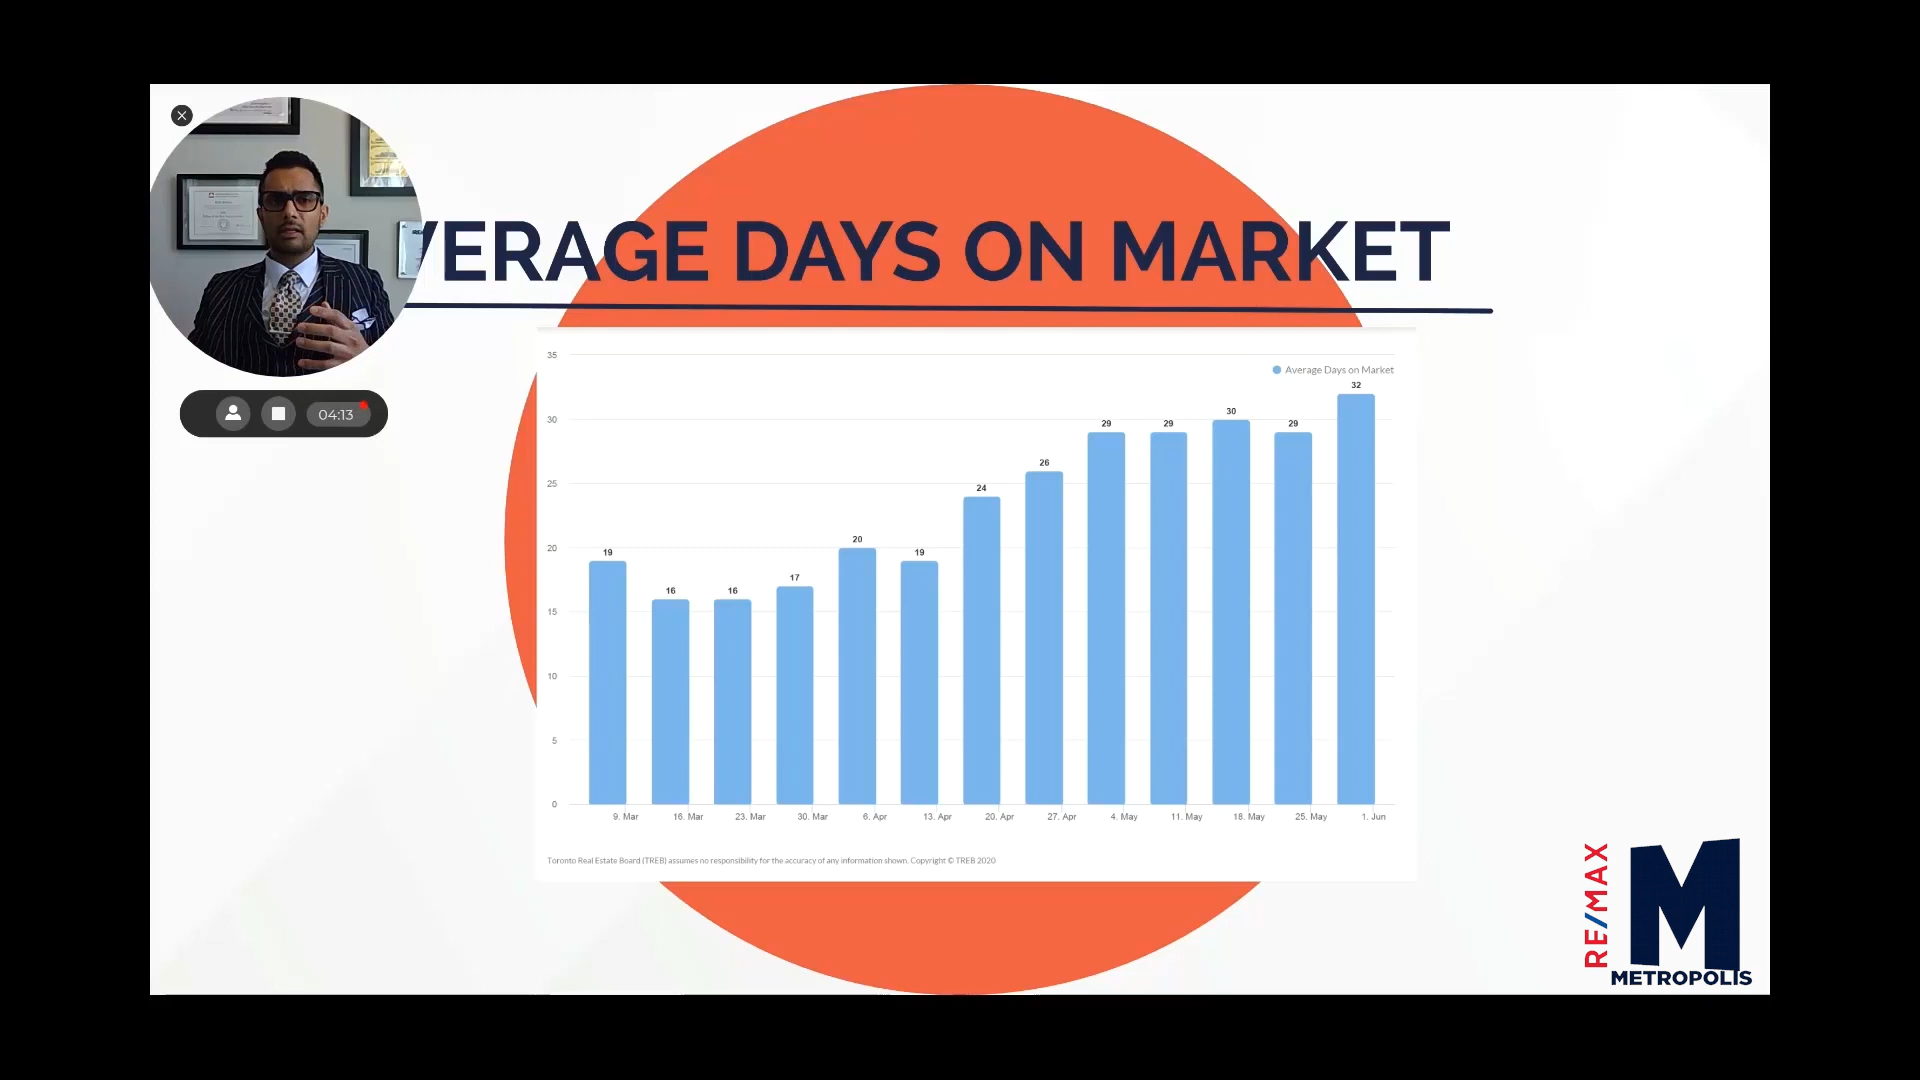 VERAGE DAYS ON MARKET
04:13
Average Days on Market
35
30
25
20
15
10
5
0
19
16
16
17
20
19
24
26
29
29
30
29
32
9. Mar
16. Mar
23. Mar
30. Mar
6. Apr
13. Apr
20. Apr
27. Apr
4. May
11. May
18. May
25. May
1. Jun
Toronto Real Estate Board (TREB) assumes no responsibility for the accuracy of any information shown. Copyright © TREB 2020
RE/MAX
M
METROPOLIS